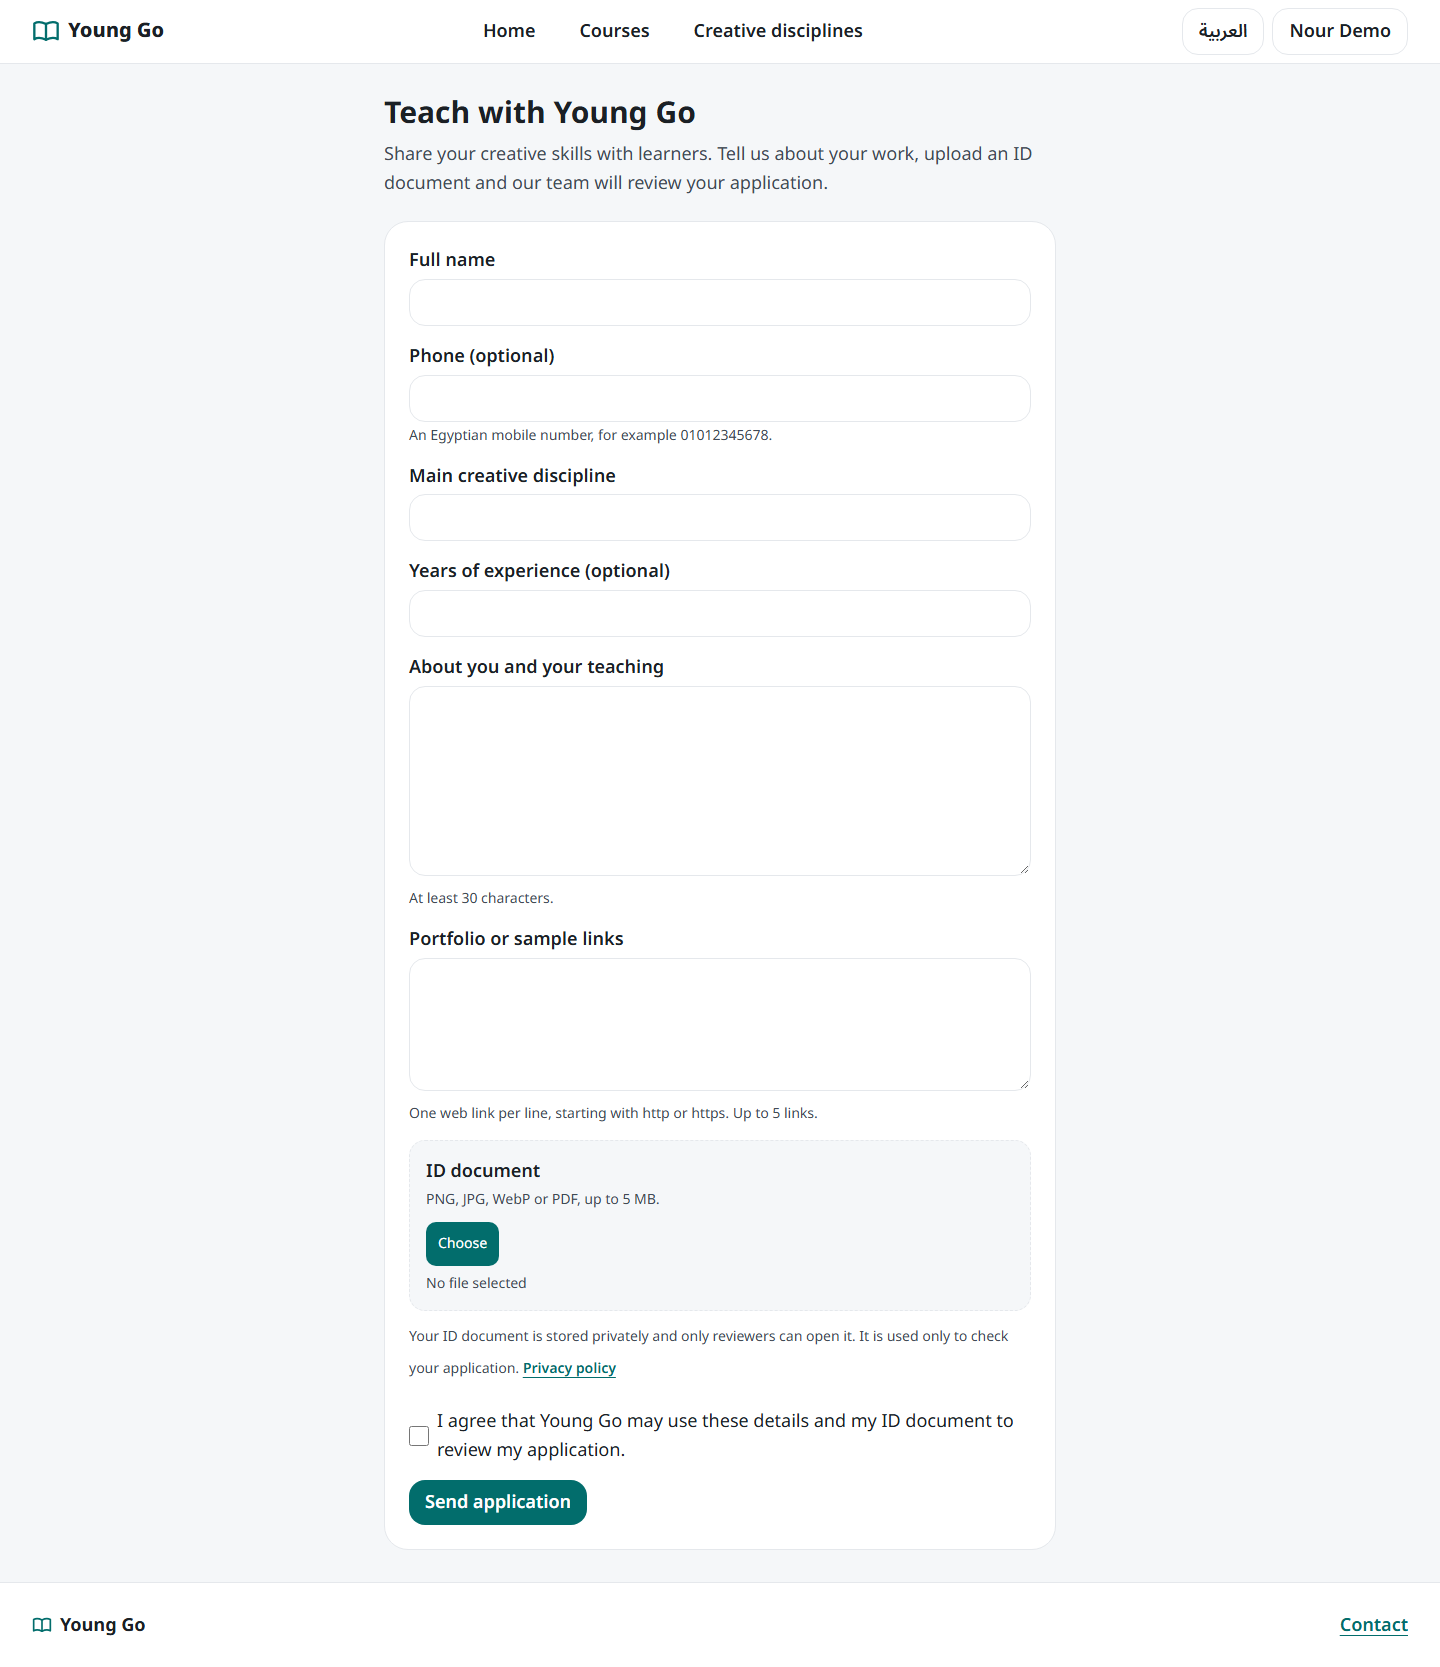 Young Go
Home
Courses
Creative disciplines
العربية
Nour Demo
Teach with Young Go
Share your creative skills with learners. Tell us about your work, upload an ID
document and our team will review your application.
Full name
Phone (optional)
An Egyptian mobile number, for example 01012345678.
Main creative discipline
Years of experience (optional)
About you and your teaching
At least 30 characters.
Portfolio or sample links
One web link per line, starting with http or https. Up to 5 links.
ID document
PNG, JPG, WebP or PDF, up to 5 MB.
Choose
No file selected
Your ID document is stored privately and only reviewers can open it. It is used only to check
your application. Privacy policy
I agree that Young Go may use these details and my ID document to
review my application.
Send application
Young Go
Contact